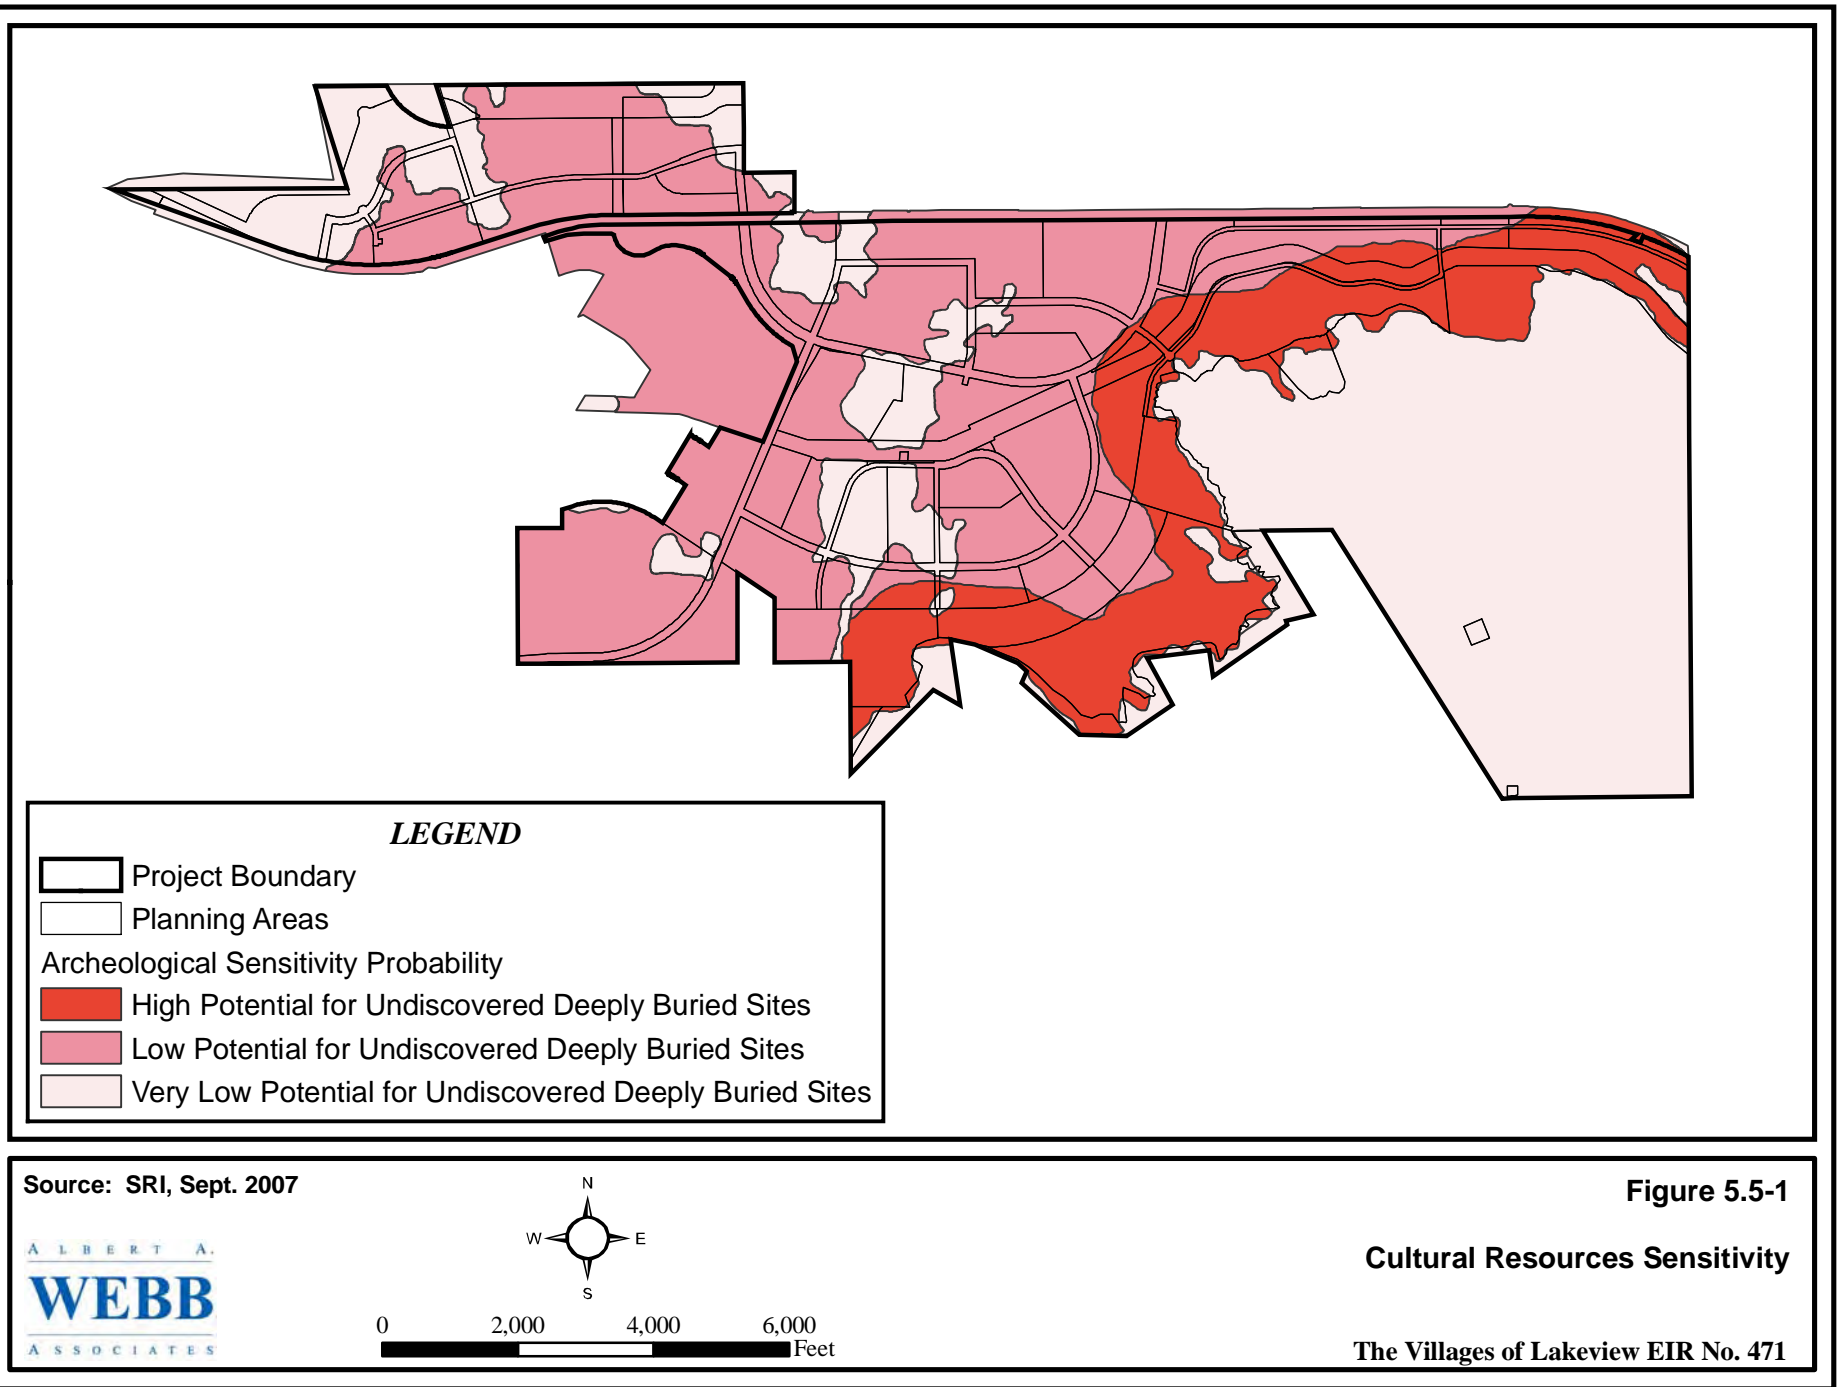 LEGEND
Project Boundary
Planning Areas
Archeological Sensitivity Probability
High Potential for Undiscovered Deeply Buried Sites
Low Potential for Undiscovered Deeply Buried Sites
Very Low Potential for Undiscovered Deeply Buried Sites
Source: SRI, Sept. 2007
ALBERT A.
WEBB
ASSOCIATES
N
W E
S
0 2,000 4,000 6,000
Feet
Figure 5.5-1
Cultural Resources Sensitivity
The Villages of Lakeview EIR No. 471